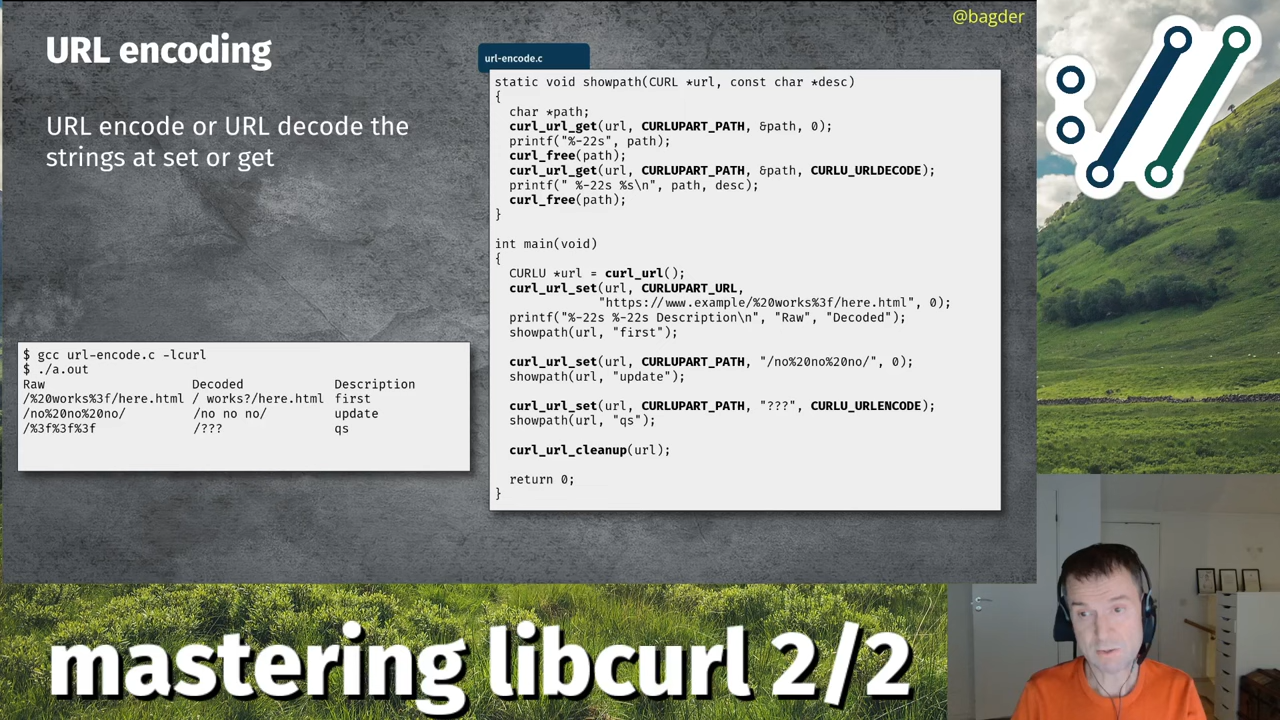 @bagder
URL encoding
URL encode or URL decode the
strings at set or get
url-encode.c
static void showpath(CURL *url, const char *desc)
{
  char *path;
  curl_url_get(url, CURLUPART_PATH, &path, 0);
  printf("%-22s", path);
  curl_free(path);
  curl_url_get(url, CURLUPART_PATH, &path, CURLU_URLDECODE);
  printf(" %-22s %s\n", path, desc);
  curl_free(path);
}
int main(void)
{
  CURLU *url = curl_url();
  curl_url_set(url, CURLUPART_URL,
              "https://www.example/%20works%3f/here.html", 0);
  printf("%-22s %-22s Description\n", "Raw", "Decoded");
  showpath(url, "first");
  curl_url_set(url, CURLUPART_PATH, "/no%20no%20no/", 0);
  showpath(url, "update");
  curl_url_set(url, CURLUPART_PATH, "???", CURLU_URLENCODE);
  showpath(url, "qs");
  curl_url_cleanup(url);
  return 0;
}
$ gcc url-encode.c -lcurl
$ ./a.out
Raw Decoded Description
/%20works%3f/here.html / works?/here.html first
/no%20no%20no/ /no no no/ update
/%3f%3f%3f /??? qs
mastering libcurl 2/2